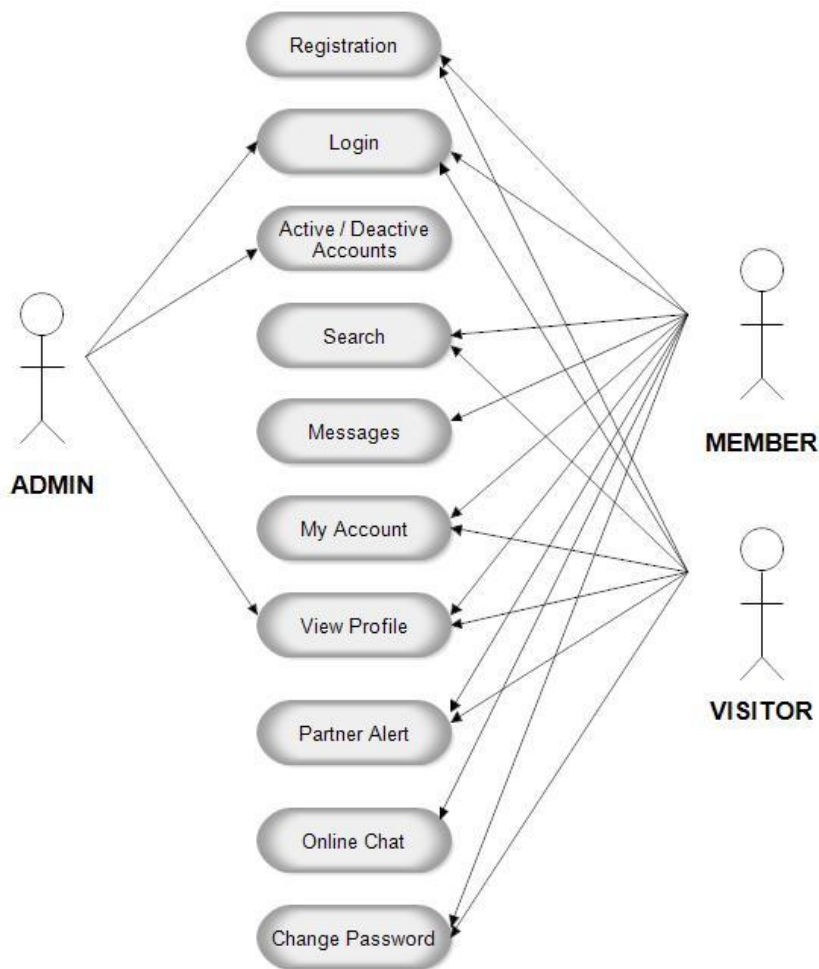 Registration
Login
Active / Deactive
Accounts
Search
Messages
My Account
View Profile
Partner Alert
Online Chat
Change Password
ADMIN
MEMBER
VISITOR